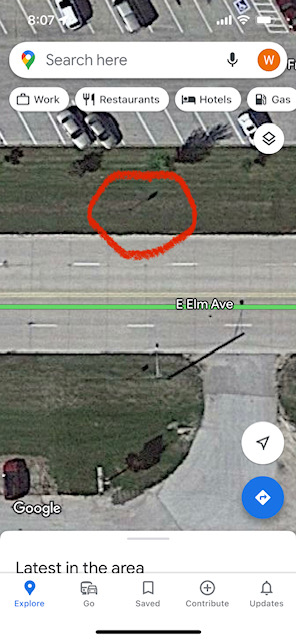 8:07
Search here
W
Fr
Work
Restaurants
Hotels
Gas
E Elm Ave
Google
Latest in the area
Explore
Go
Saved
Contribute
Updates